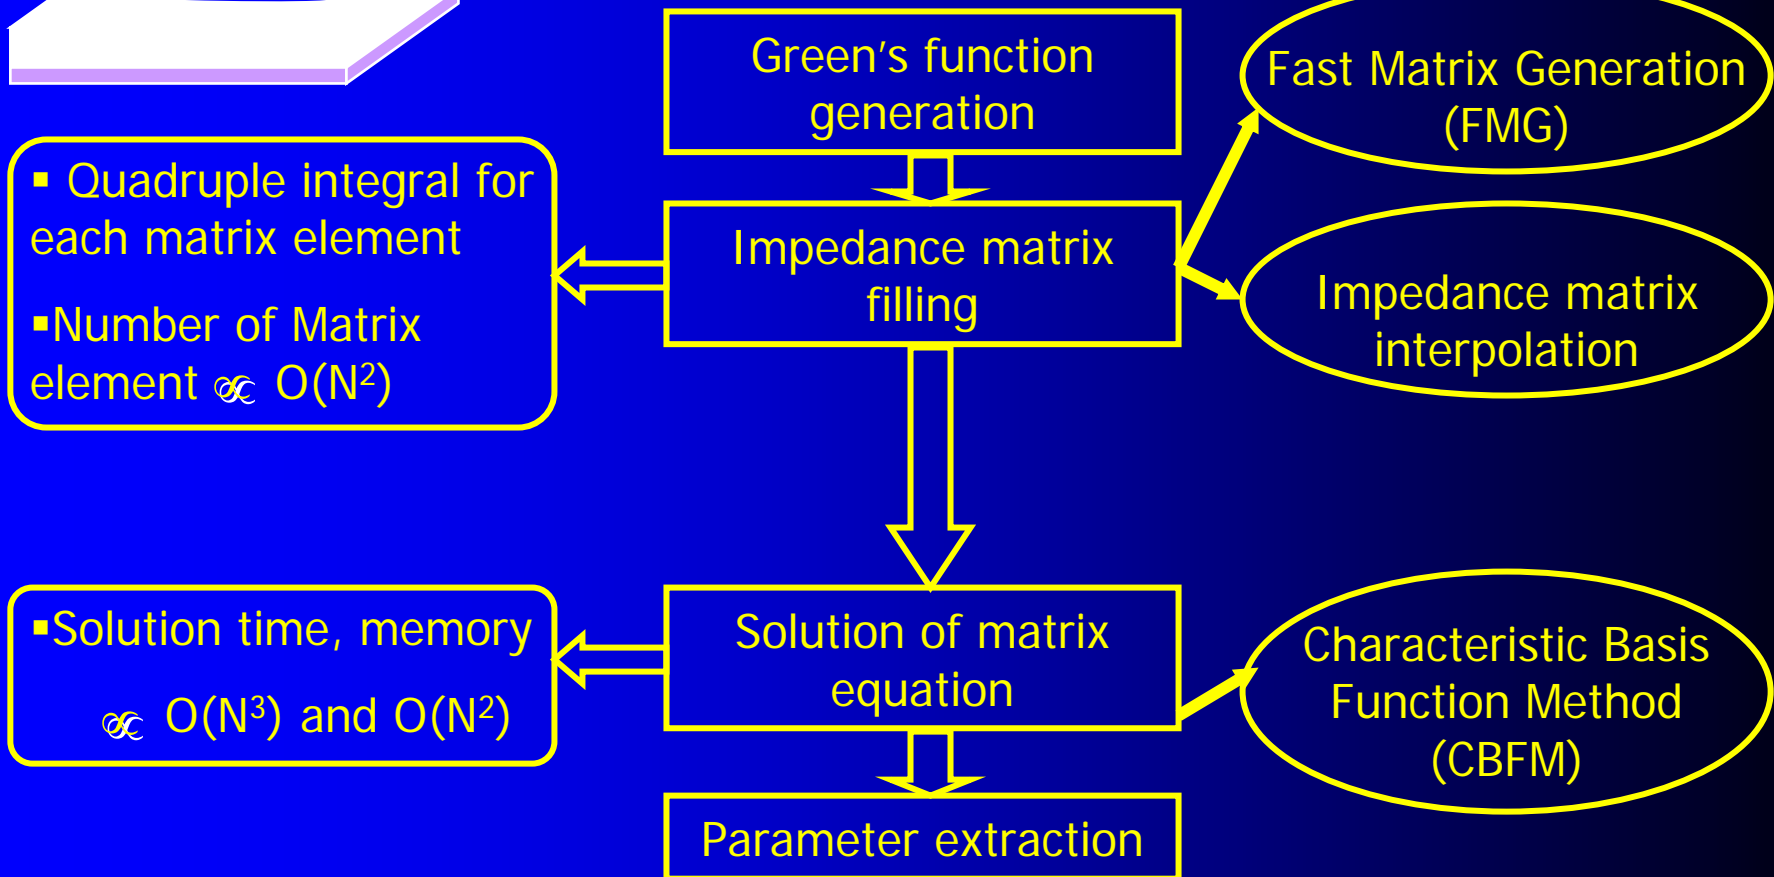 Green's function
generation
Fast Matrix Generation
(FMG)
▪ Quadruple integral for
each matrix element
▪Number of Matrix
element ∝ O(N²)
Impedance matrix
filling
Impedance matrix
interpolation
▪Solution time, memory
∝ O(N³) and O(N²)
Solution of matrix
equation
Characteristic Basis
Function Method
(CBFM)
Parameter extraction